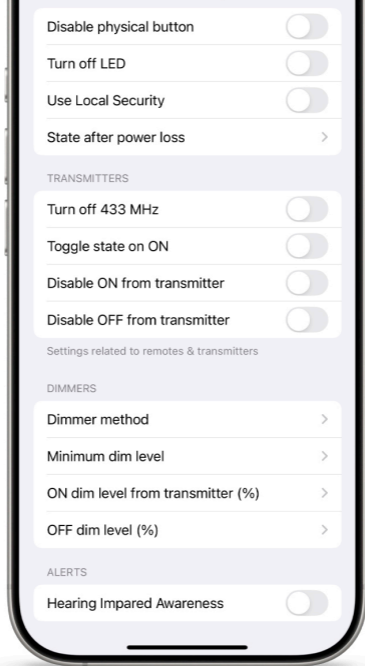 Disable physical button
Turn off LED
Use Local Security
State after power loss
TRANSMITTERS
Turn off 433 MHz
Toggle state on ON
Disable ON from transmitter
Disable OFF from transmitter
Settings related to remotes & transmitters
DIMMERS
Dimmer method
Minimum dim level
ON dim level from transmitter (%)
OFF dim level (%)
ALERTS
Hearing Impared Awareness